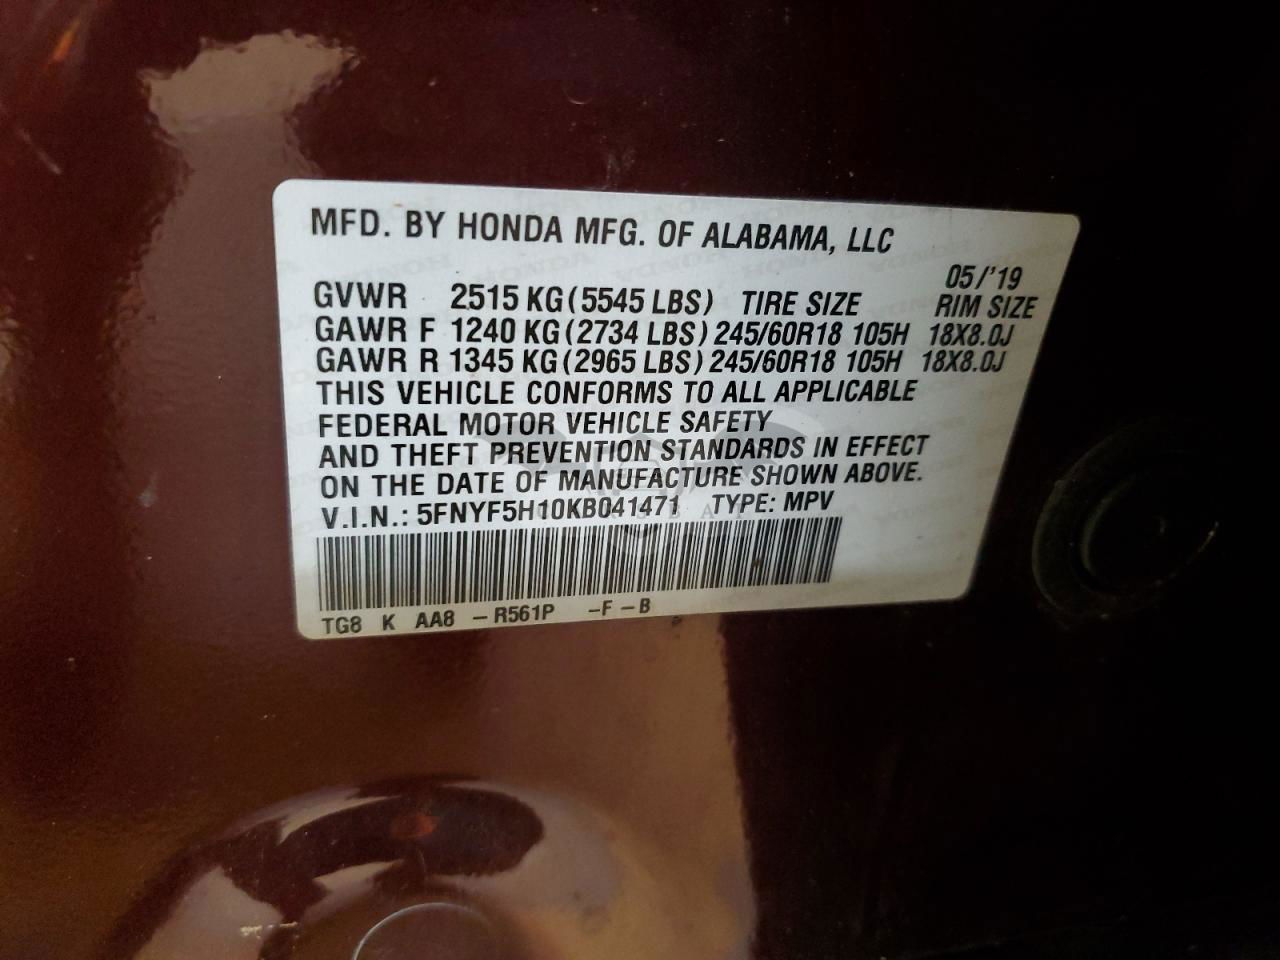 MFD. BY HONDA MFG. OF ALABAMA, LLC
05/'19
GVWR 2515 KG (5545 LBS) TIRE SIZE RIM SIZE
GAWR F 1240 KG (2734 LBS) 245/60R18 105H 18X8.0J
GAWR R 1345 KG (2965 LBS) 245/60R18 105H 18X8.0J
THIS VEHICLE CONFORMS TO ALL APPLICABLE
FEDERAL MOTOR VEHICLE SAFETY
AND THEFT PREVENTION STANDARDS IN EFFECT
ON THE DATE OF MANUFACTURE SHOWN ABOVE.
V.I.N.: 5FNYF5H10KB041471 TYPE: MPV
TG8 K AA8 -R561P -F-B